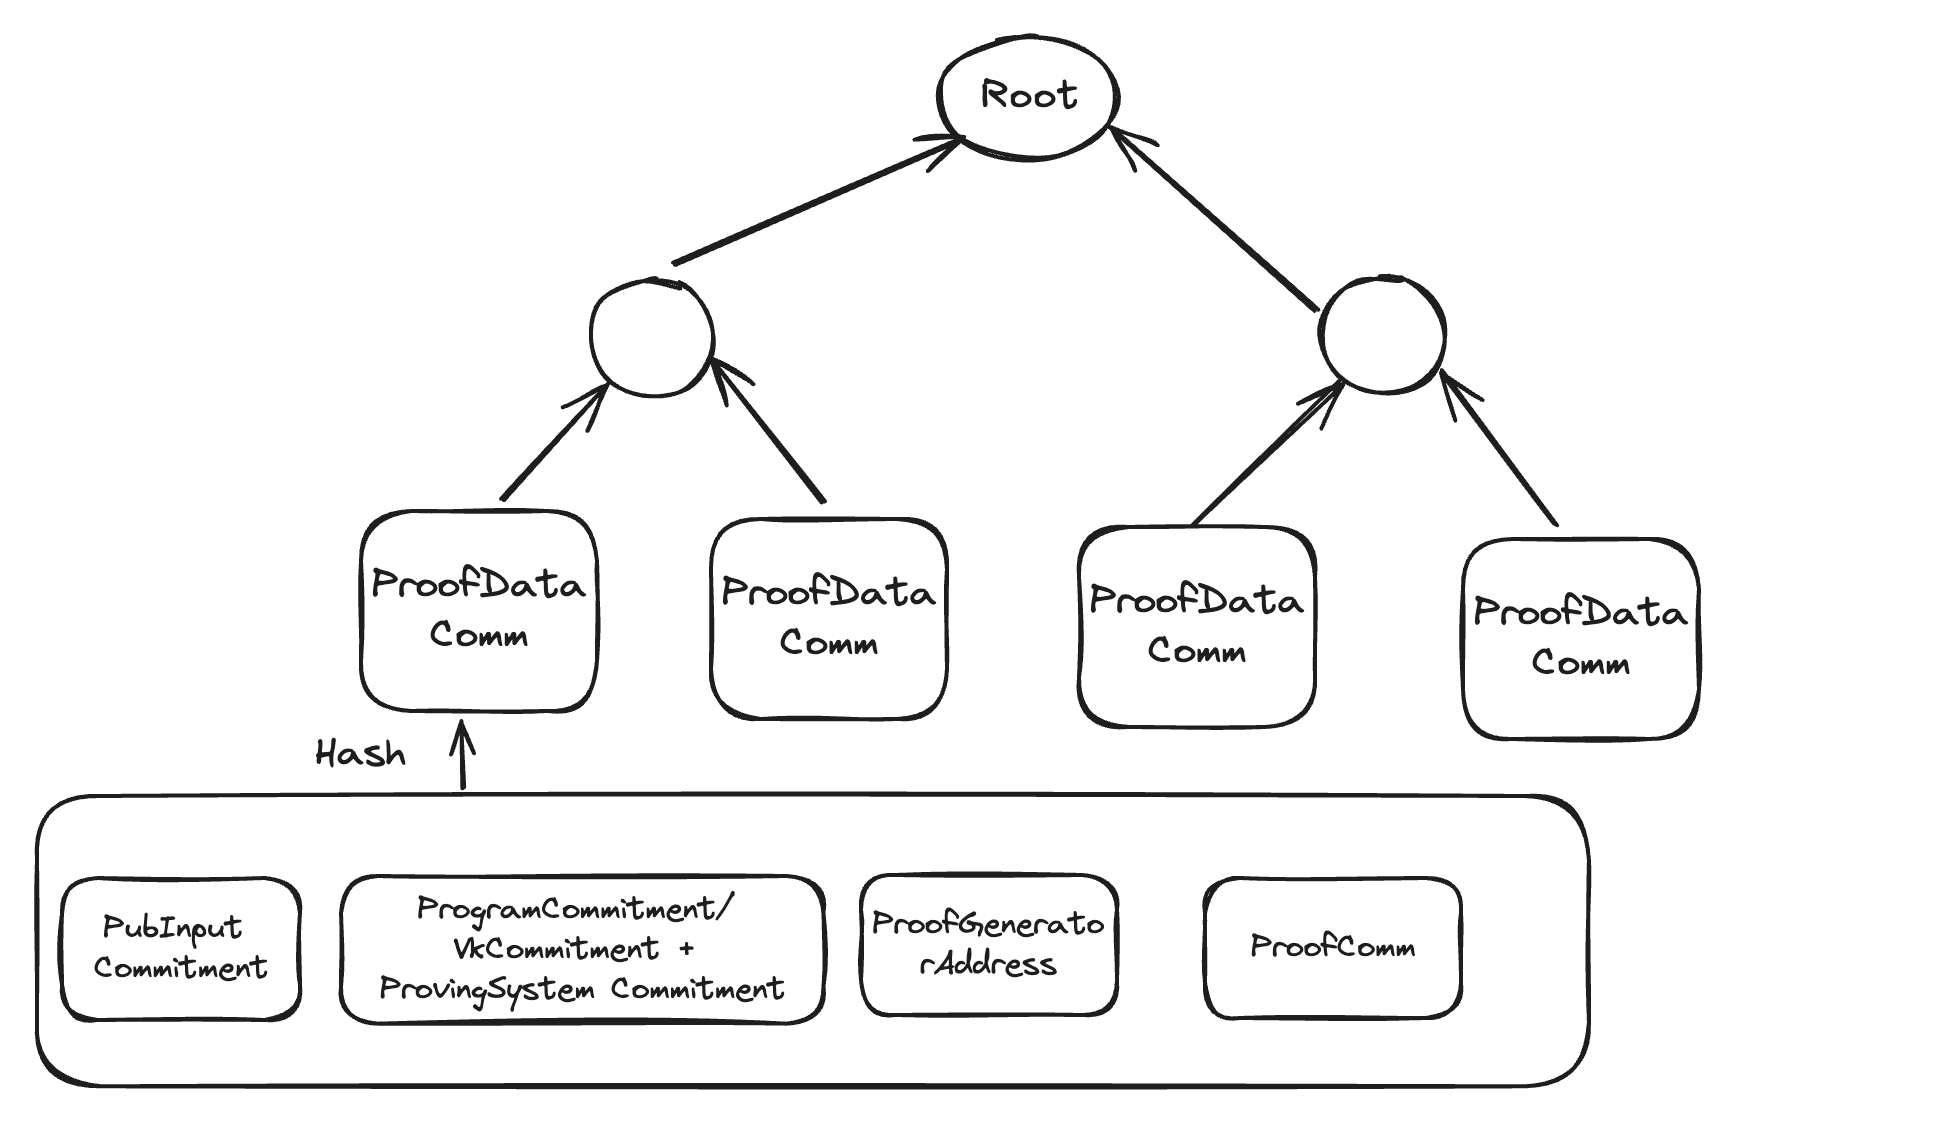 Root
ProofData
Comm
ProofData
Comm
ProofData
Comm
ProofData
Comm
Hash
PubInput
Commitment
ProgramCommitment/
VkCommitment +
ProvingSystem Commitment
ProofGenerato
rAddress
ProofComm